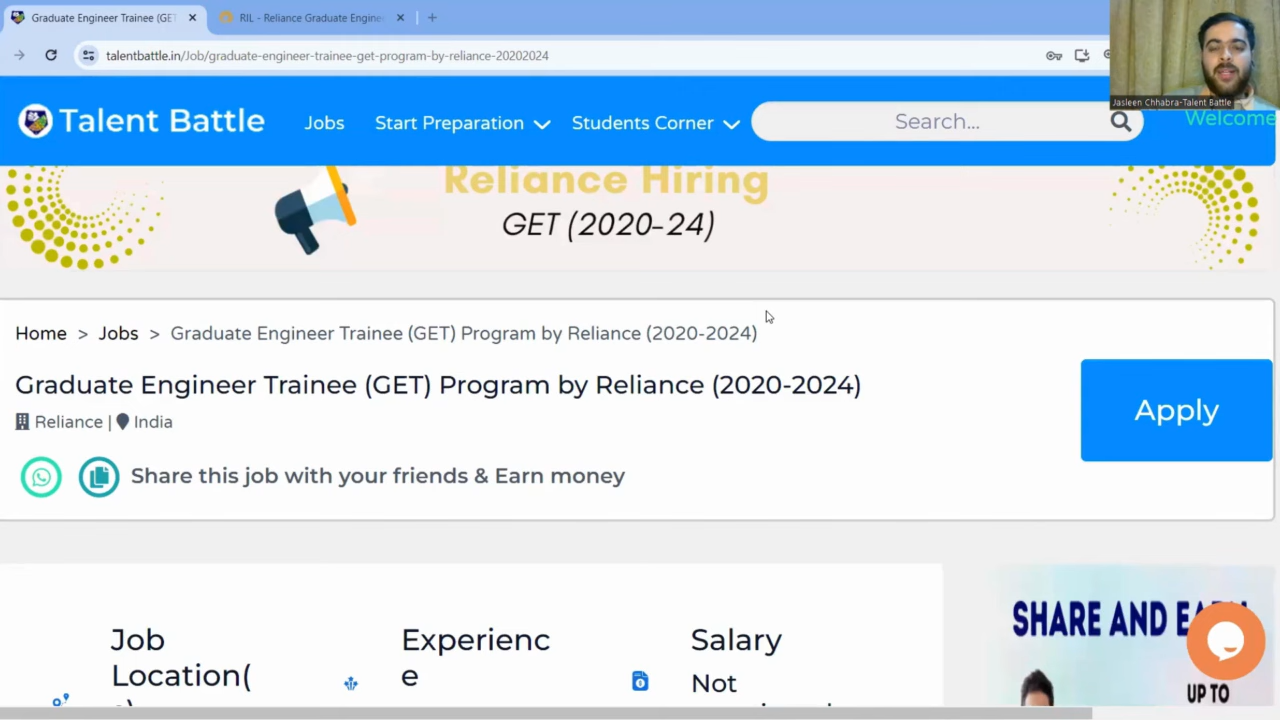 Graduate Engineer Trainee (GET
RIL - Reliance Graduate Engine
talentbattle.in/Job/graduate-engineer-trainee-get-program-by-reliance-20202024
Jasleen Chhabra-Talent Battle
Talent Battle
Jobs
Start Preparation
Students Corner
Search...
Welcome
Reliance Hiring
GET (2020-24)
Home > Jobs > Graduate Engineer Trainee (GET) Program by Reliance (2020-2024)
Graduate Engineer Trainee (GET) Program by Reliance (2020-2024)
Apply
Reliance | India
Share this job with your friends & Earn money
Job
Location(
Experienc
e
Salary
Not
SHARE AND
UP TO